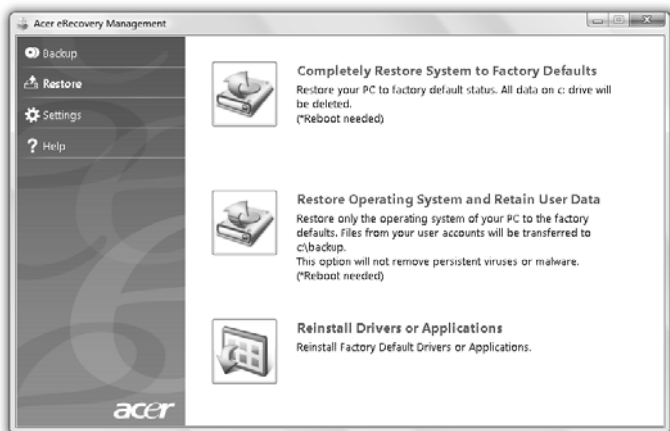 Acer eRecovery Management
Backup
Restore
Settings
Help
Completely Restore System to Factory Defaults
Restore your PC to factory default status. All data on c: drive will
be deleted.
(*Reboot needed)
Restore Operating System and Retain User Data
Restore only the operating system of your PC to the factory
defaults. Files from your user accounts will be transferred to
c:\backup.
This option will not remove persistent viruses or malware.
(*Reboot needed)
Reinstall Drivers or Applications
Reinstall Factory Default Drivers or Applications.
acer